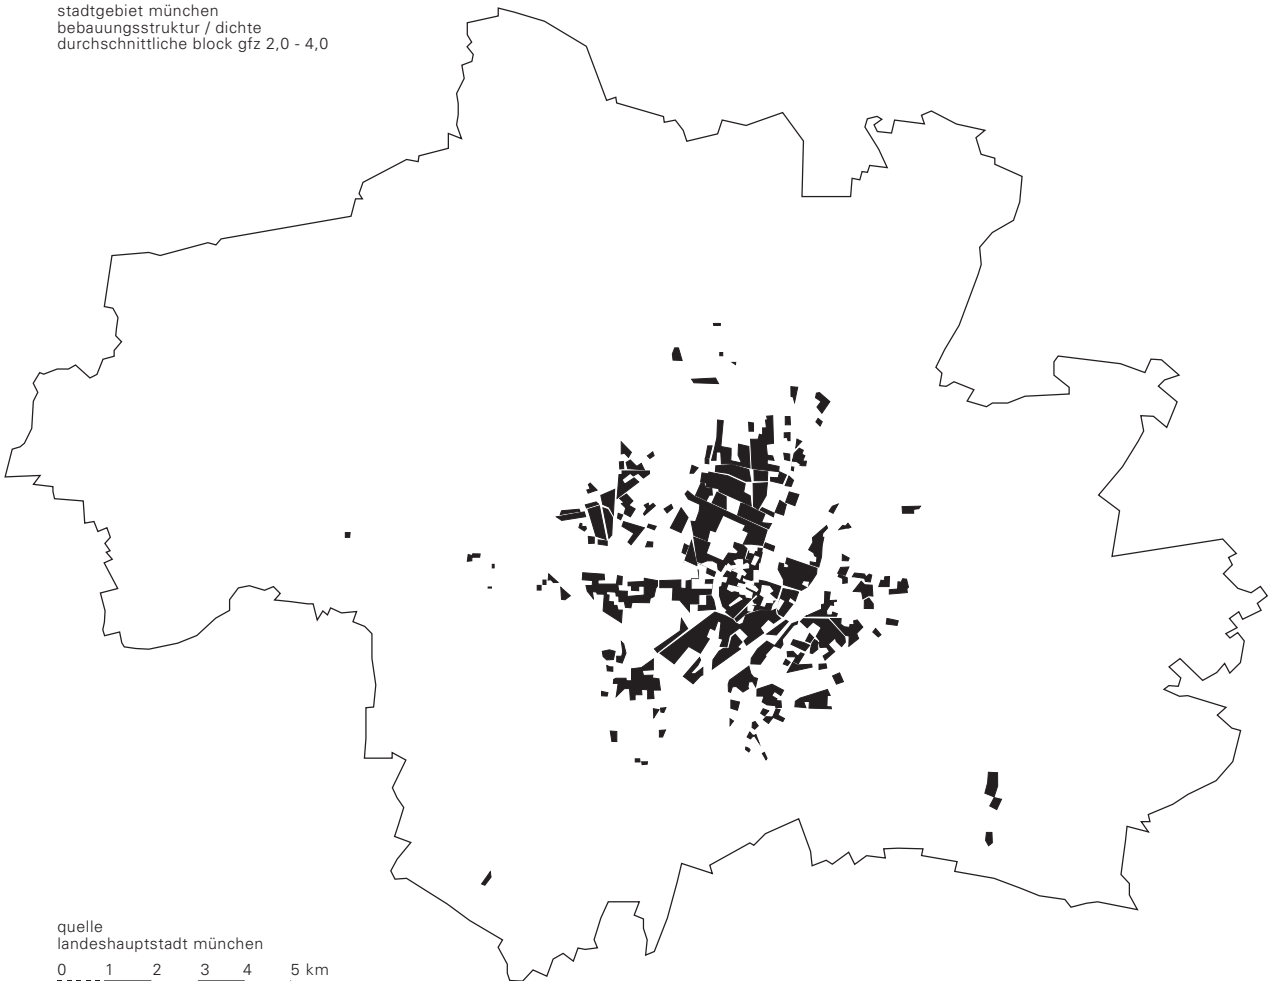 stadtgebiet münchen
bebauungsstruktur / dichte
durchschnittliche block gfz 2,0 - 4,0
quelle
landeshauptstadt münchen
0 1 2 3 4 5 km